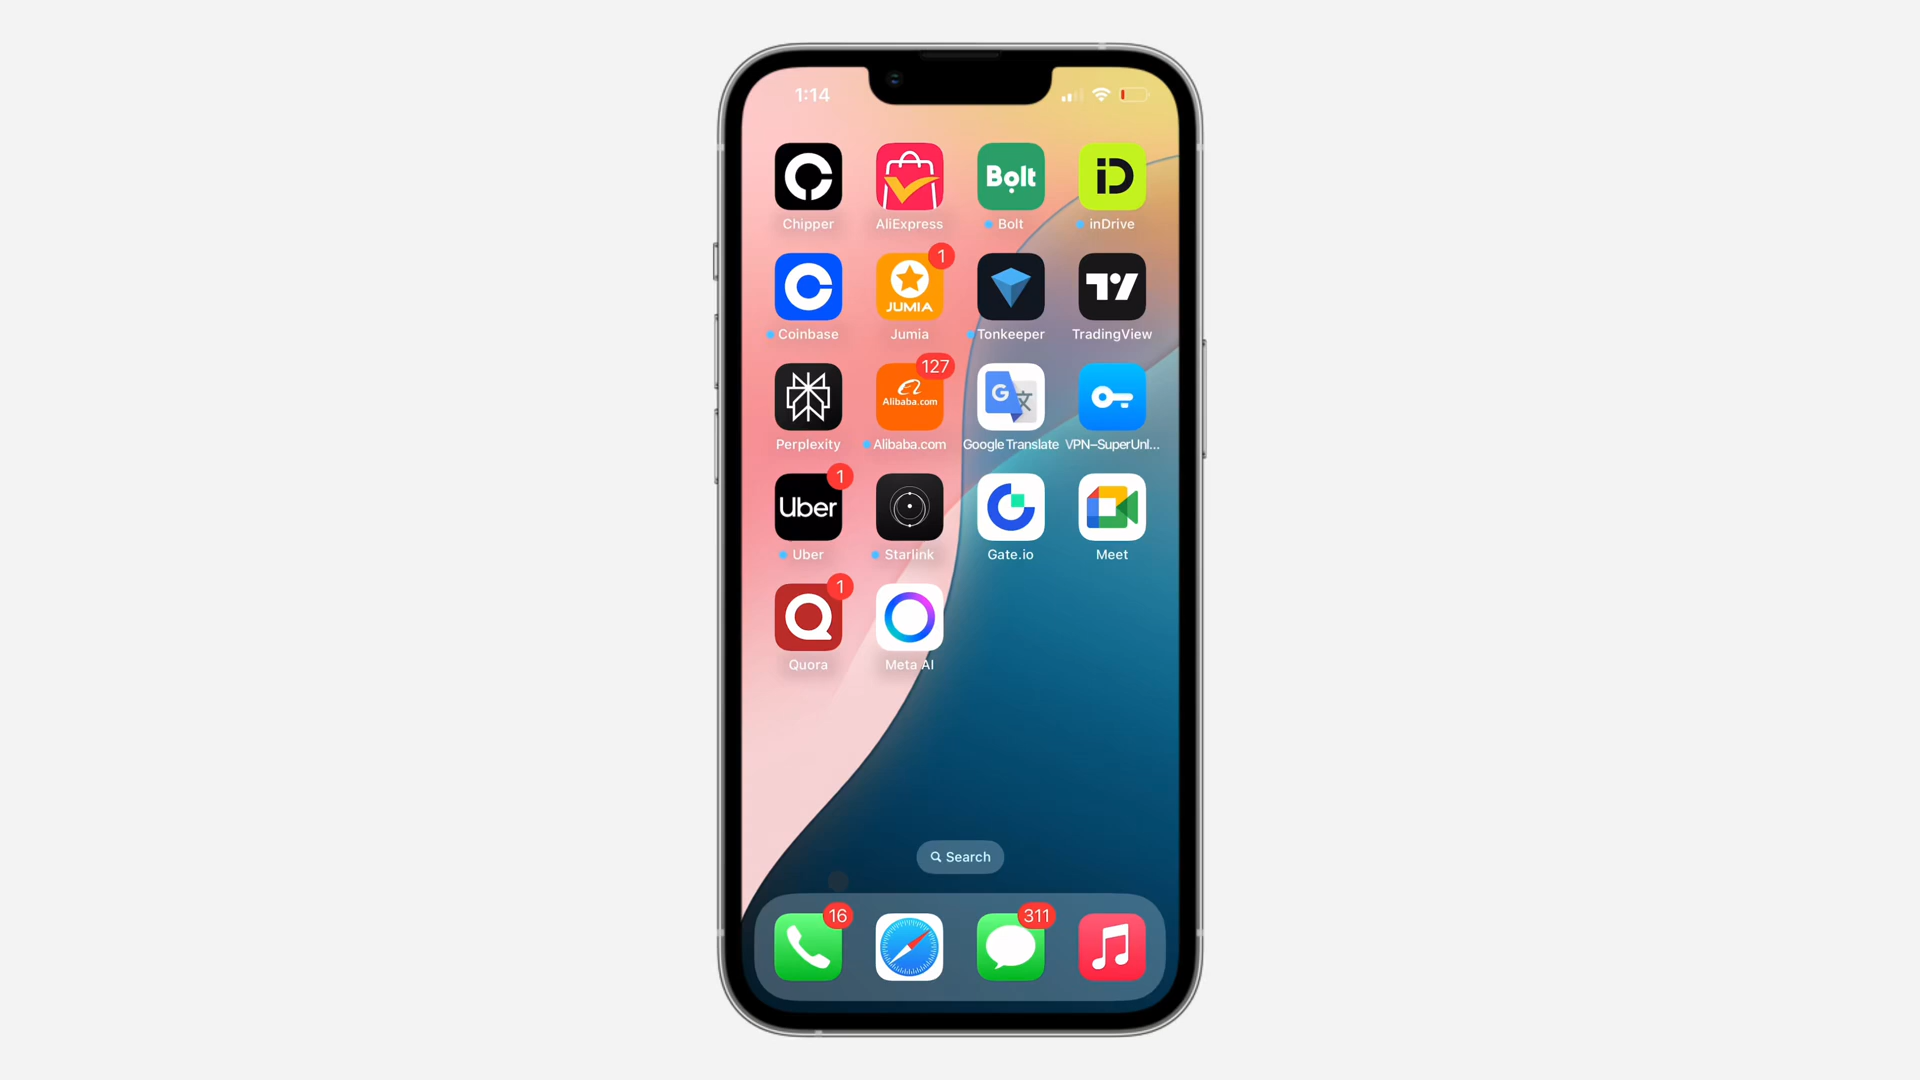 1:14
Bolt
iD
Chipper
AliExpress
Bolt
inDrive
1
JUMIA
TV
Coinbase
Jumia
Tonkeeper
TradingView
127
Alibaba.com
G 文
Perplexity
Alibaba.com
Google Translate
VPN–SuperUnl...
1
Uber
Uber
Starlink
Gate.io
Meet
1
Quora
Meta AI
Search
16
311